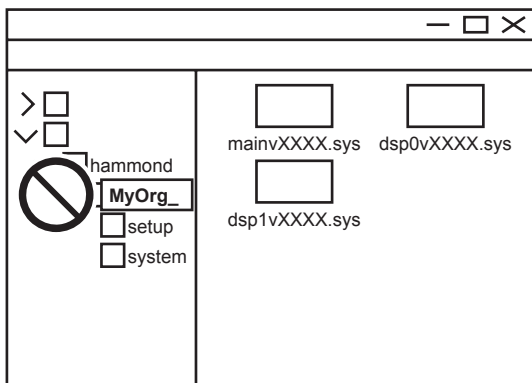 hammond
MyOrg_
setup
system
mainvXXXX.sys
dsp0vXXXX.sys
dsp1vXXXX.sys